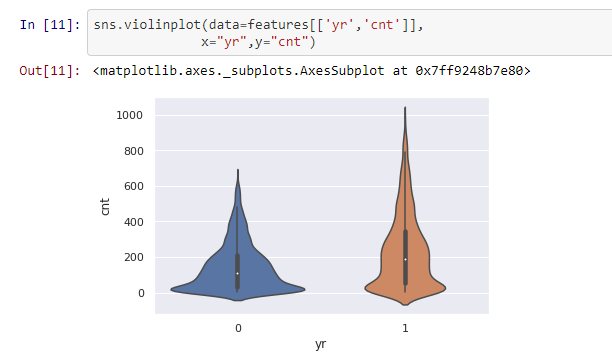 In [11]: sns.violinplot(data=features[['yr','cnt']],
x="yr",y="cnt")
Out[11]: <matplotlib.axes._subplots.AxesSubplot at 0x7ff9248b7e80>
1000
800
600
400
200
0
cnt
0 1
yr